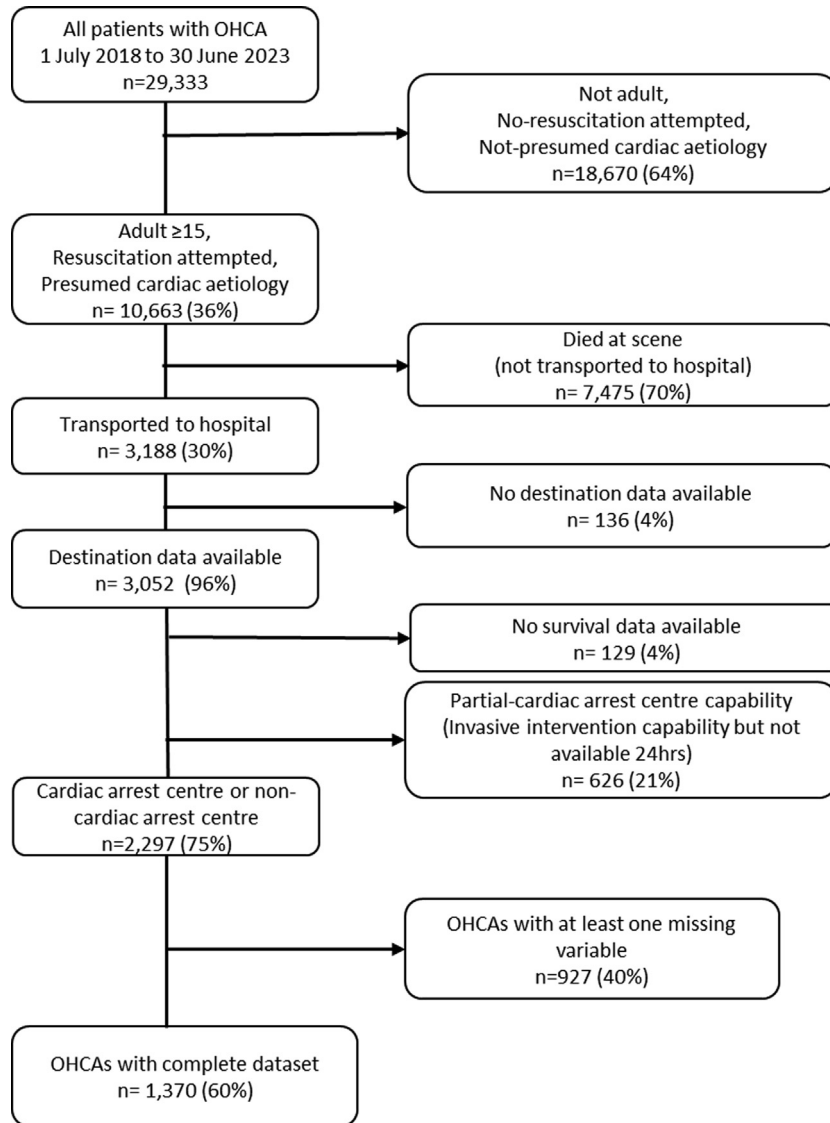 All patients with OHCA
1 July 2018 to 30 June 2023
n=29,333
Not adult,
No-resuscitation attempted,
Not-presumed cardiac aetiology
n=18,670 (64%)
Adult ≥15,
Resuscitation attempted,
Presumed cardiac aetiology
n= 10,663 (36%)
Died at scene
(not transported to hospital)
n= 7,475 (70%)
Transported to hospital
n= 3,188 (30%)
No destination data available
n= 136 (4%)
Destination data available
n= 3,052 (96%)
No survival data available
n= 129 (4%)
Partial-cardiac arrest centre capability
(Invasive intervention capability but not
available 24hrs)
n= 626 (21%)
Cardiac arrest centre or non-
cardiac arrest centre
n=2,297 (75%)
OHCAs with at least one missing
variable
n=927 (40%)
OHCAs with complete dataset
n= 1,370 (60%)